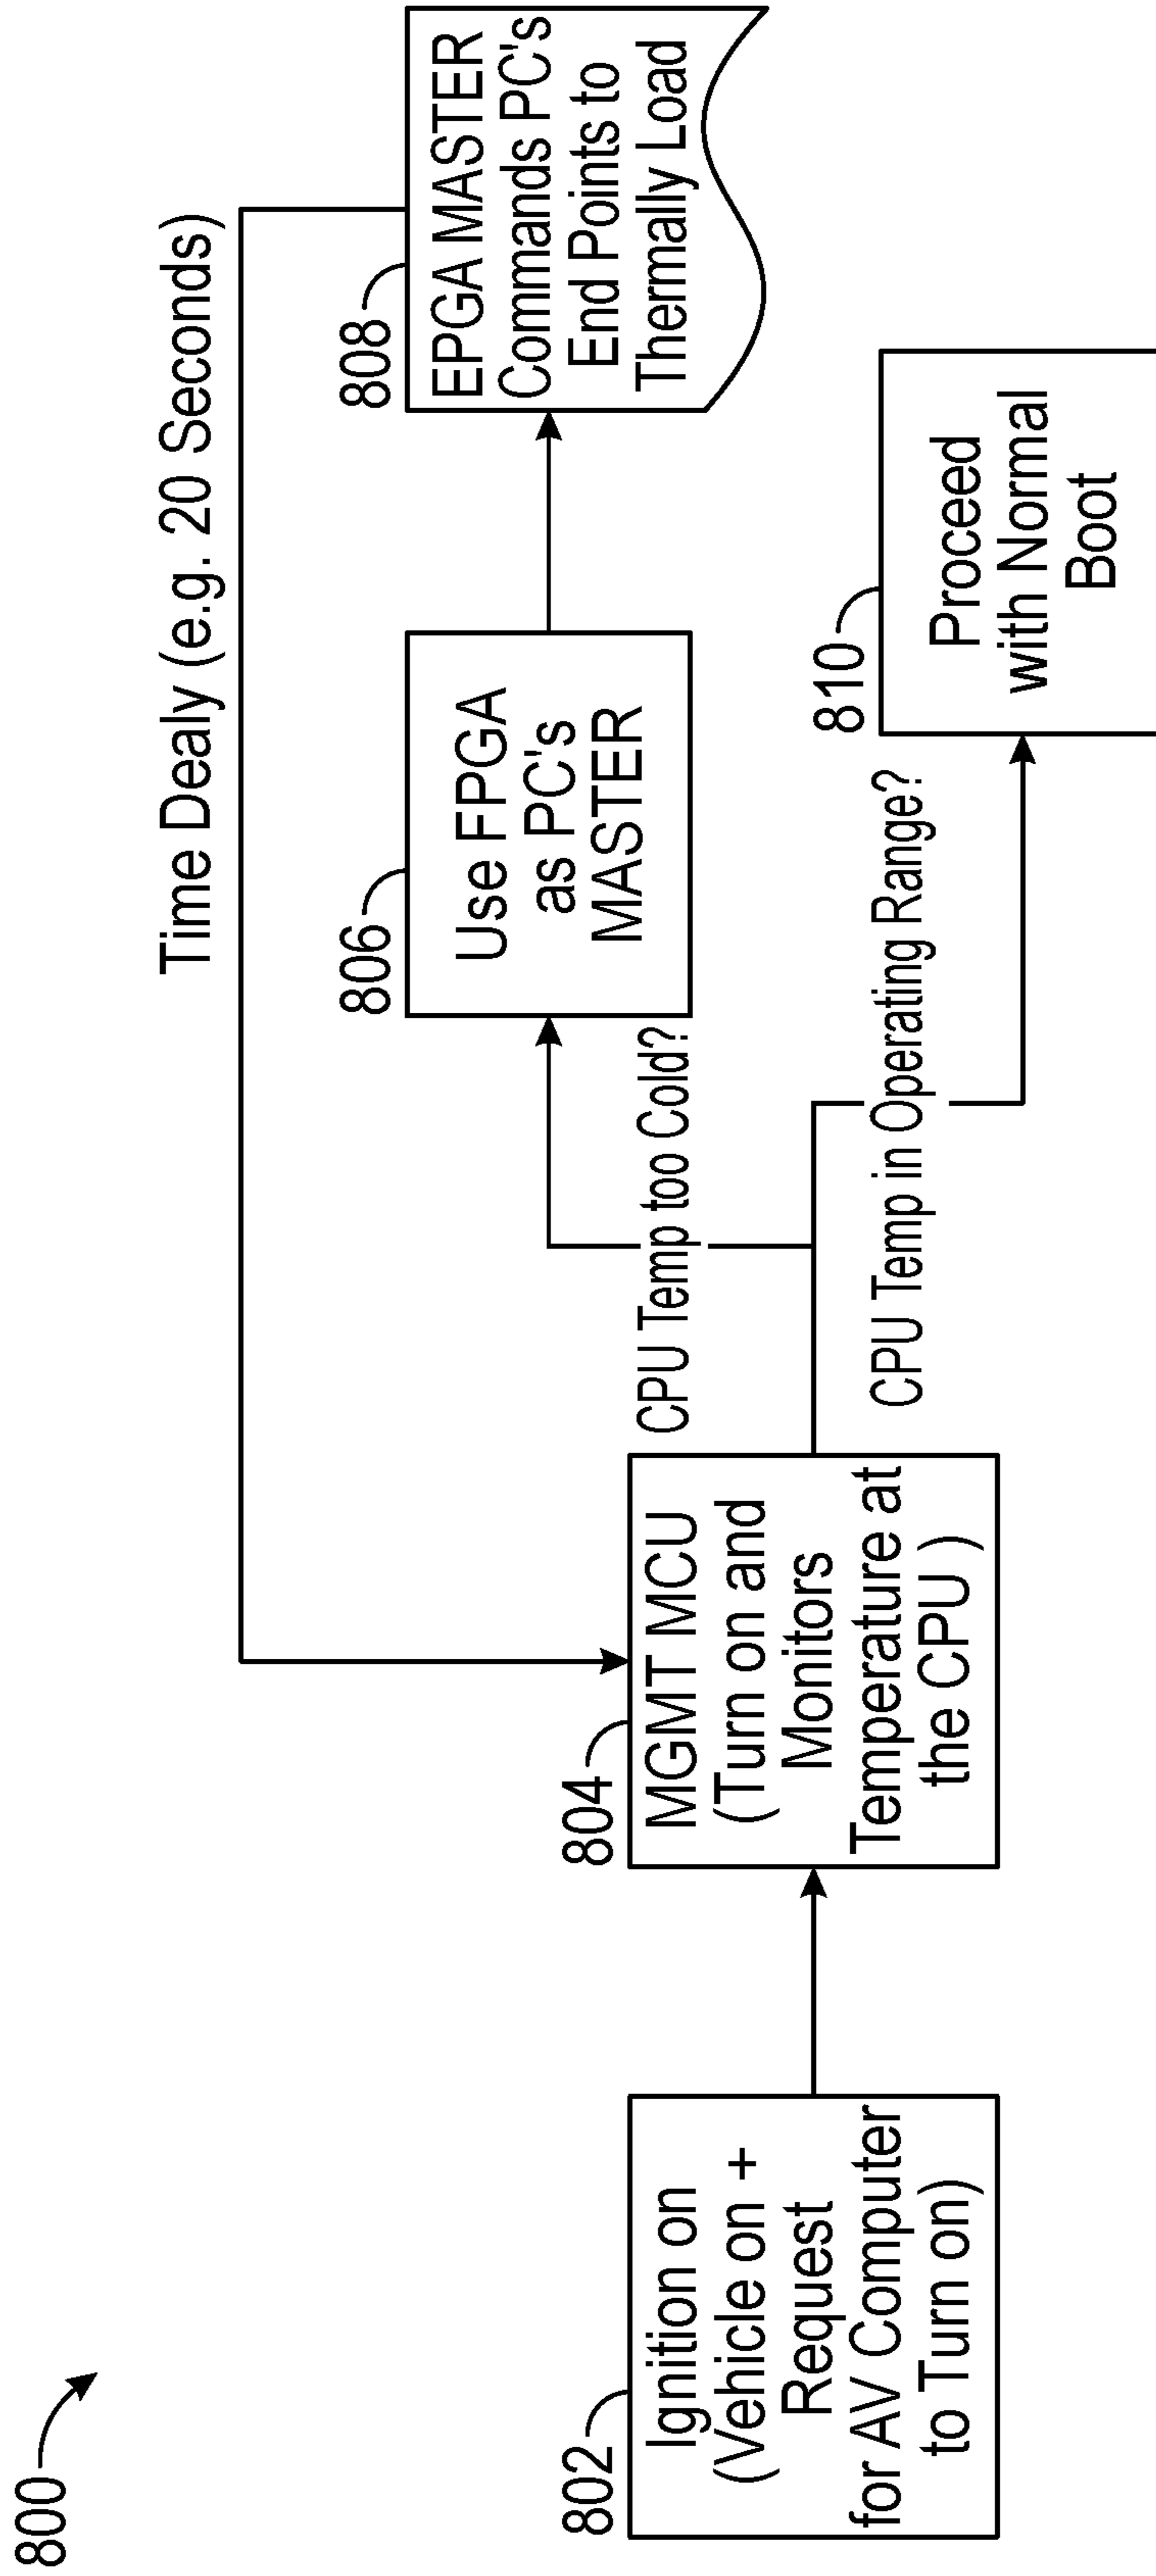 800
Time Dealy (e.g. 20 Seconds)
802
Ignition on
(Vehicle on +
Request
for AV Computer
to Turn on)
804
MGMT MCU
(Turn on and
Monitors
Temperature at
the CPU )
CPU Temp too Cold?
806
Use FPGA
as PC's
MASTER
808
EPGA MASTER
Commands PC's
End Points to
Thermally Load
CPU Temp in Operating Range?
810
Proceed
with Normal
Boot